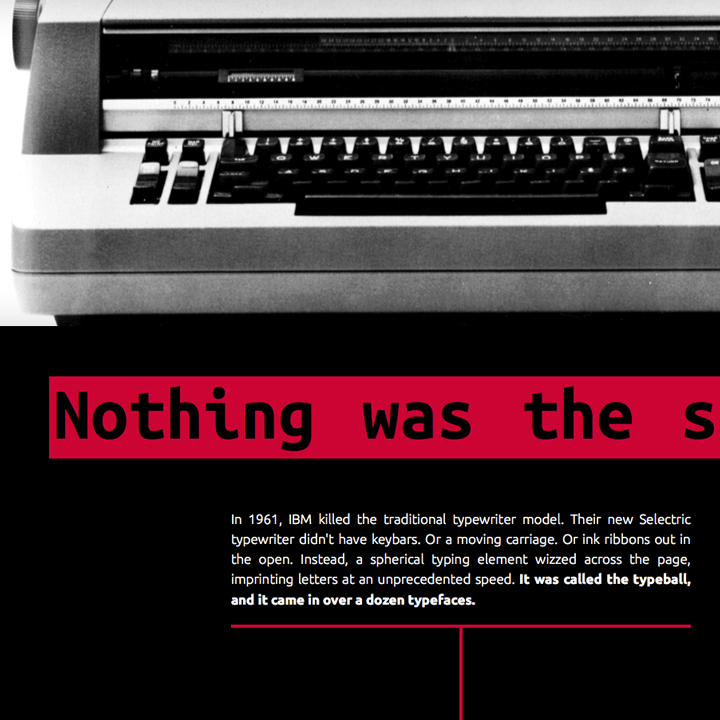 Nothing was the s
In 1961, IBM killed the traditional typewriter model. Their new Selectric
typewriter didn't have keybars. Or a moving carriage. Or ink ribbons out in
the open. Instead, a spherical typing element wizzed across the page,
imprinting letters at an unprecedented speed. It was called the typeball,
and it came in over a dozen typefaces.